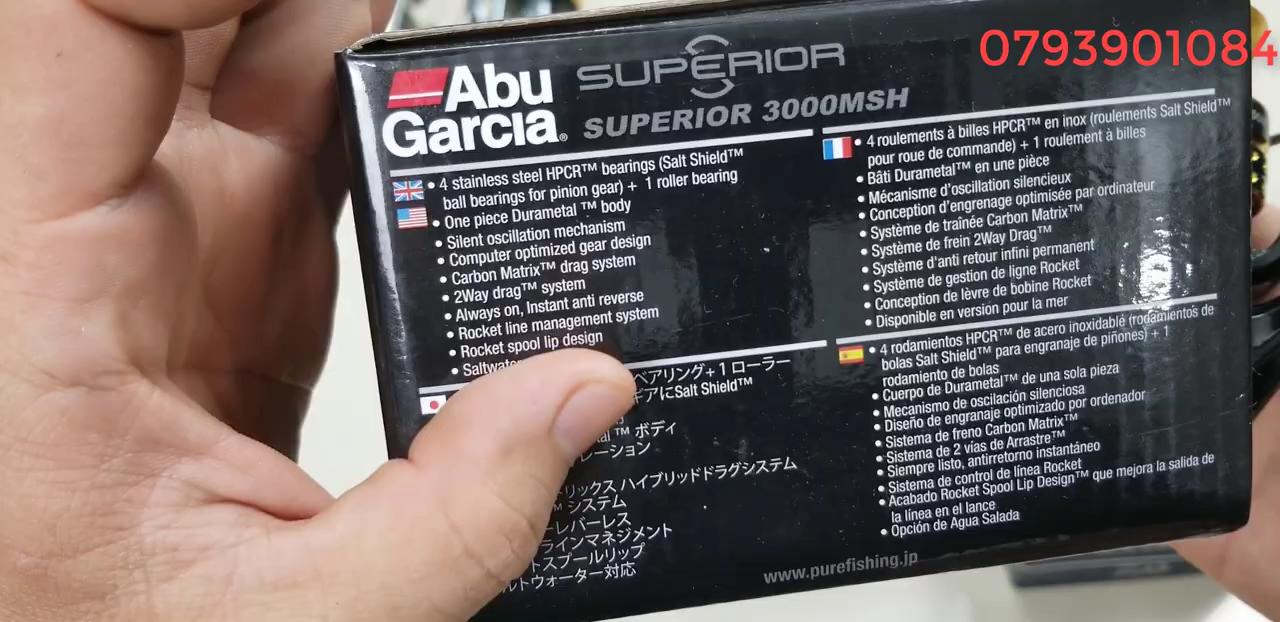 0793901084
Abu
Garcia®
SUPERIOR
SUPERIOR 3000MSH
• 4 stainless steel HPCR™ bearings (Salt Shield™
ball bearings for pinion gear) + 1 roller bearing
• One piece Durametal ™ body
• Silent oscillation mechanism
• Computer optimized gear design
• Carbon Matrix™ drag system
• 2Way drag™ system
• Always on, Instant anti reverse
• Rocket line management system
• Rocket spool lip design
• Saltwater
• 4 roulements à billes HPCR™ en inox (roulements Salt Shield™
pour roue de commande) + 1 roulement à billes
• Bâti Durametal™ en une pièce
• Mécanisme d'oscillation silencieux
• Conception d'engrenage optimisée par ordinateur
• Système de traînée Carbon Matrix™
• Système de frein 2Way Drag™
• Système d'anti retour infini permanent
• Système de gestion de ligne Rocket
• Conception de lèvre de bobine Rocket
• Disponible en version pour la mer
ベアリング+1 ローラー
ギアにSalt Shield™
™ ボディ
レーション
リックス ハイブリッドドラグシステム
™ システム
ーレバーレス
ラインマネジメント
トスプールリップ
ルトウォーター対応
• 4 rodamientos HPCR™ de acero inoxidable (rodamientos de
bolas Salt Shield™ para engranaje de piñones) + 1
rodamiento de bolas
• Cuerpo de Durametal™ de una sola pieza
• Mecanismo de oscilación silenciosa
• Diseño de engranaje optimizado por ordenador
• Sistema de freno Carbon Matrix™
• Sistema de 2 vías de Arrastre™
• Siempre listo, antirretorno instantáneo
• Sistema de control de línea Rocket
• Acabado Rocket Spool Lip Design™ que mejora la salida de
la línea en el lance
• Opción de Agua Salada
www.purefishing.jp